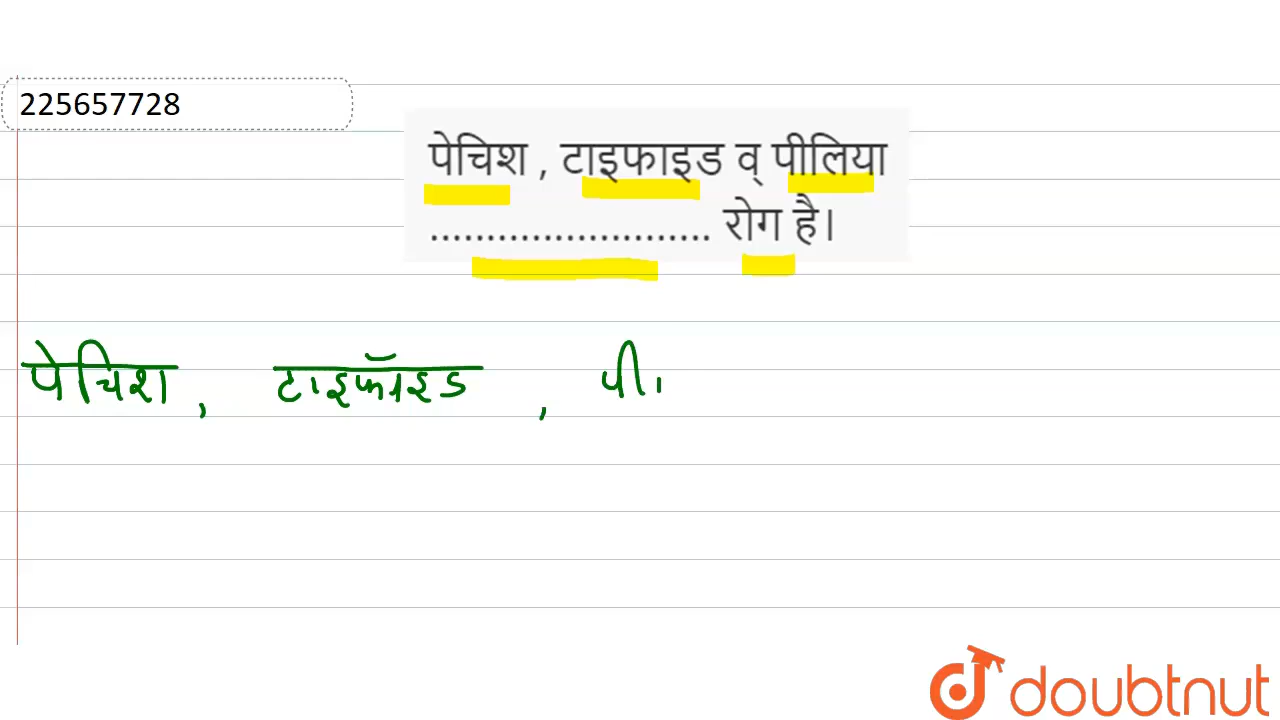 225657728
पेचिश , टाइफाइड व् पीलिया
......................... रोग है।
पेचिश, टाइफॉइड, पी
doubtnut